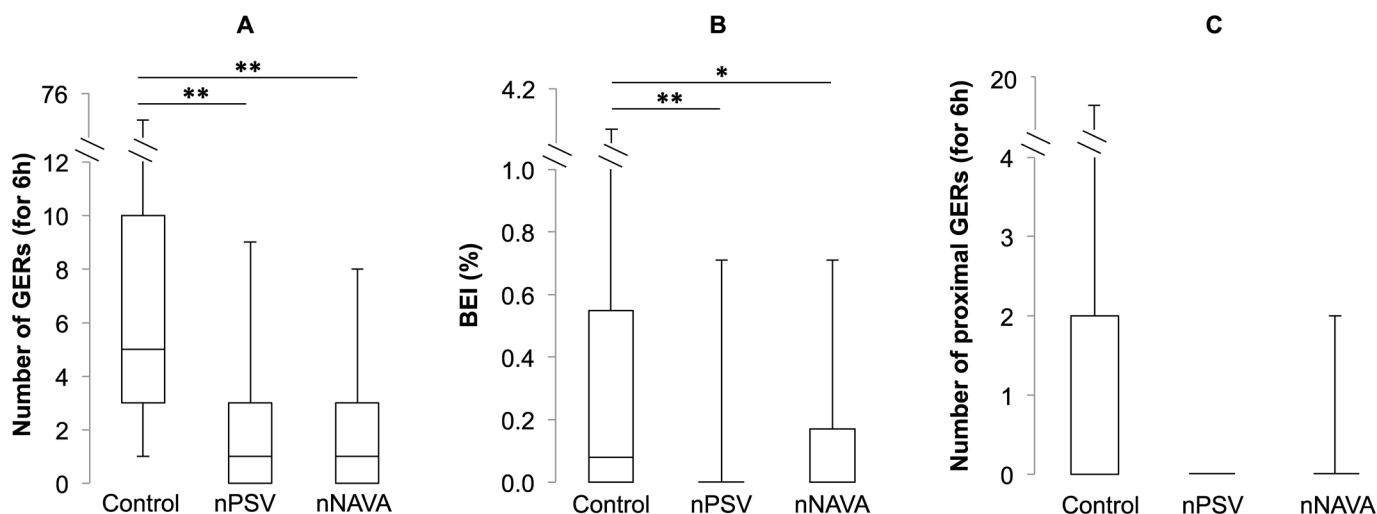 A
Number of GERs (for 6h)
76
12
10
8
6
4
2
0
**
**
Control nPSV nNAVA
B
BEI (%)
4.2
1.0
0.8
0.6
0.4
0.2
0.0
*
**
Control nPSV nNAVA
C
Number of proximal GERs (for 6h)
20
4
3
2
1
0
Control nPSV nNAVA